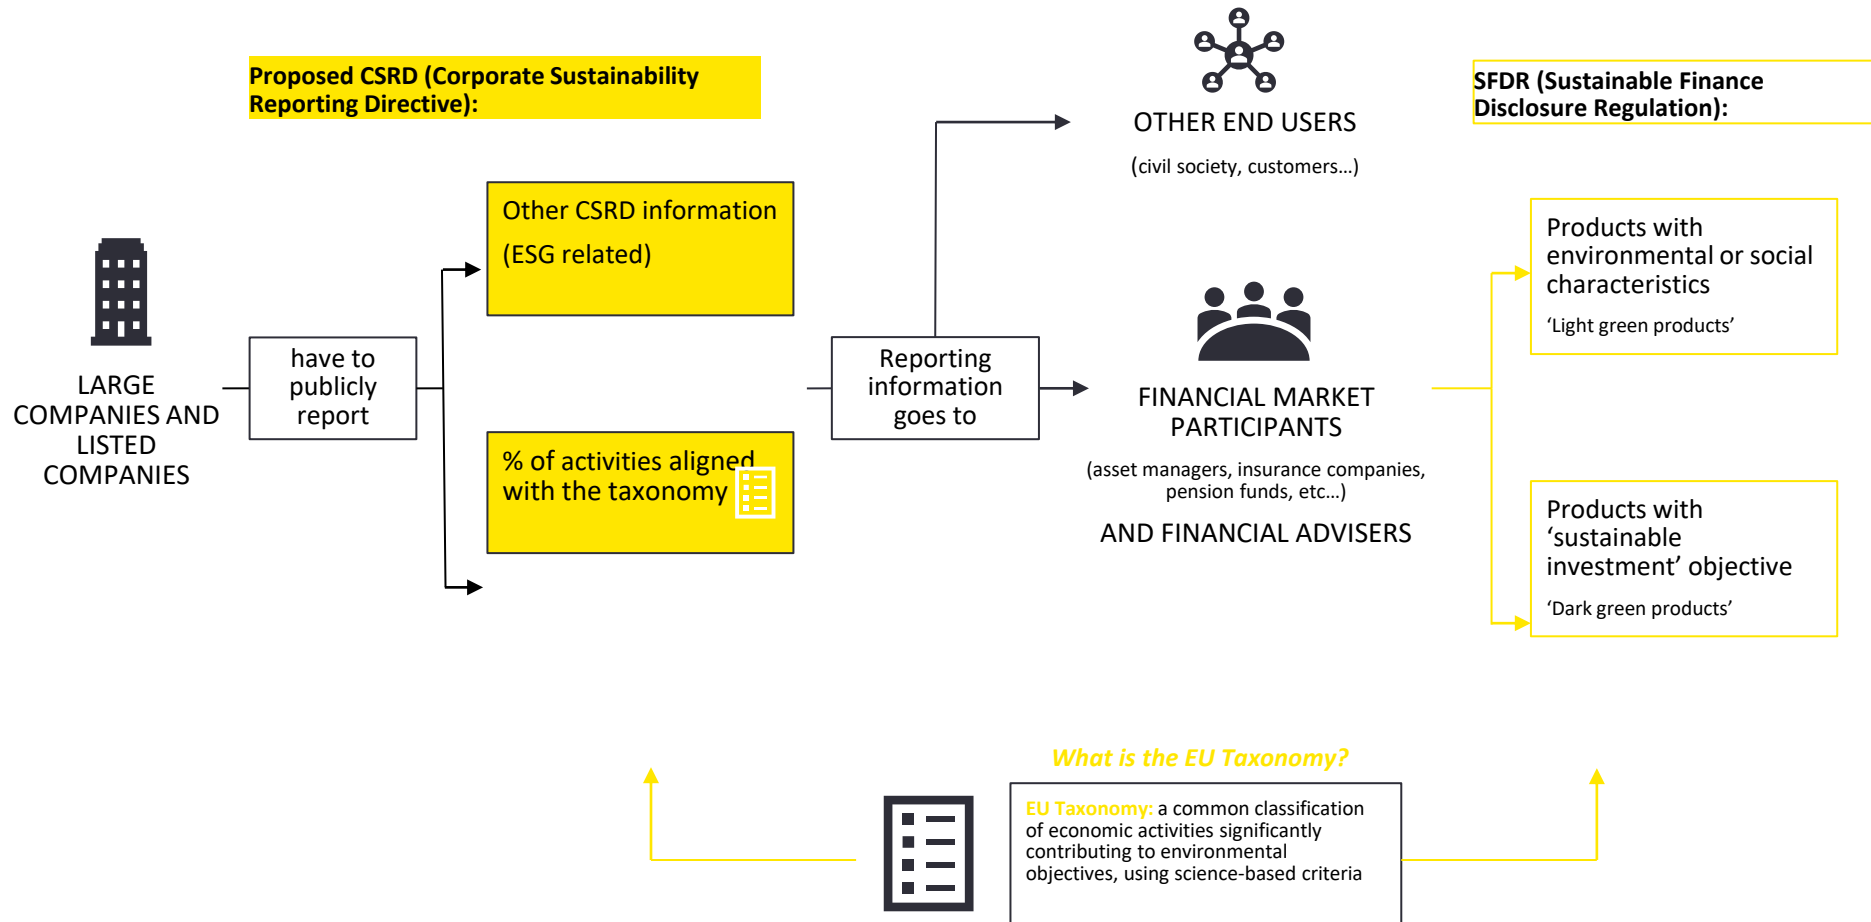 Proposed CSRD (Corporate Sustainability
Reporting Directive):
LARGE
COMPANIES AND
LISTED
COMPANIES
have to
publicly
report
Other CSRD information
(ESG related)
% of activities aligned
with the taxonomy
Reporting
information
goes to
OTHER END USERS
(civil society, customers…)
FINANCIAL MARKET
PARTICIPANTS
(asset managers, insurance companies,
pension funds, etc…)
AND FINANCIAL ADVISERS
SFDR (Sustainable Finance
Disclosure Regulation):
Products with
environmental or social
characteristics
‘Light green products’
Products with
‘sustainable
investment’ objective
‘Dark green products’
What is the EU Taxonomy?
EU Taxonomy: a common classification
of economic activities significantly
contributing to environmental
objectives, using science-based criteria